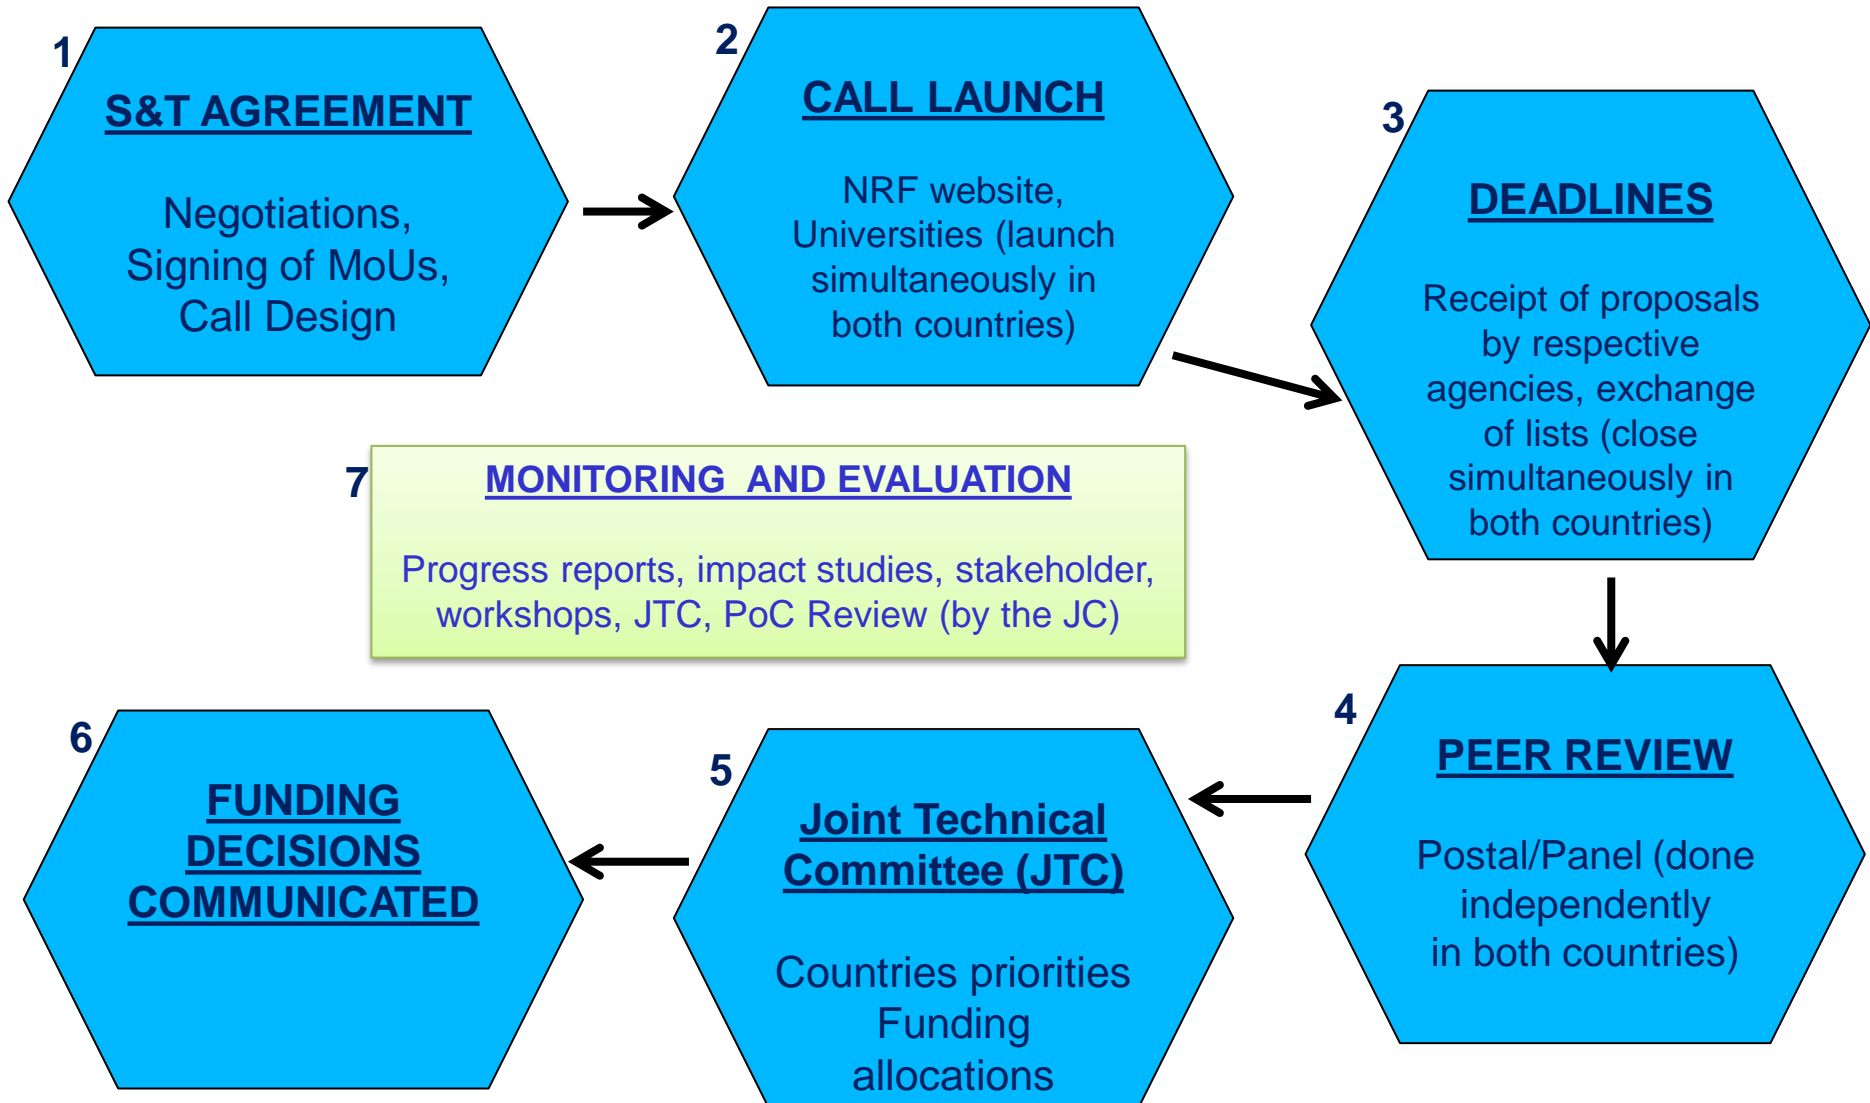 1
S&T AGREEMENT
Negotiations,
Signing of MoUs,
Call Design
2
CALL LAUNCH
NRF website,
Universities (launch
simultaneously in
both countries)
3
DEADLINES
Receipt of proposals
by respective
agencies, exchange
of lists (close
simultaneously in
both countries)
4
PEER REVIEW
Postal/Panel (done
independently
in both countries)
5
Joint Technical
Committee (JTC)
Countries priorities
Funding
allocations
6
FUNDING
DECISIONS
COMMUNICATED
7
MONITORING AND EVALUATION
Progress reports, impact studies, stakeholder,
workshops, JTC, PoC Review (by the JC)